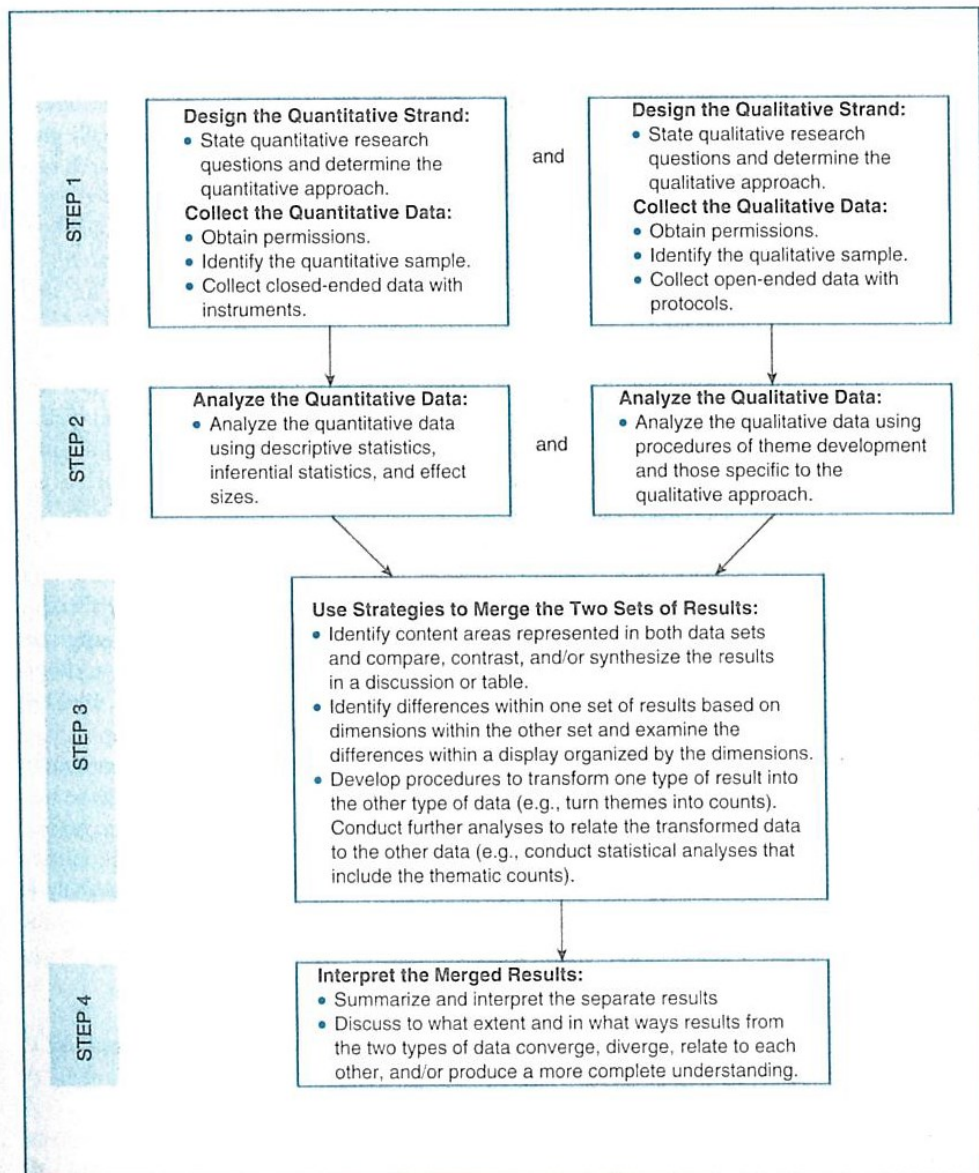 STEP 1
Design the Quantitative Strand:
• State quantitative research
questions and determine the
quantitative approach.
Collect the Quantitative Data:
• Obtain permissions.
• Identify the quantitative sample.
• Collect closed-ended data with
instruments.
and
Design the Qualitative Strand:
• State qualitative research
questions and determine the
qualitative approach.
Collect the Qualitative Data:
• Obtain permissions.
• Identify the qualitative sample.
• Collect open-ended data with
protocols.
STEP 2
Analyze the Quantitative Data:
• Analyze the quantitative data
using descriptive statistics,
inferential statistics, and effect
sizes.
and
Analyze the Qualitative Data:
• Analyze the qualitative data using
procedures of theme development
and those specific to the
qualitative approach.
STEP 3
Use Strategies to Merge the Two Sets of Results:
• Identify content areas represented in both data sets
and compare, contrast, and/or synthesize the results
in a discussion or table.
• Identify differences within one set of results based on
dimensions within the other set and examine the
differences within a display organized by the dimensions.
• Develop procedures to transform one type of result into
the other type of data (e.g., turn themes into counts).
Conduct further analyses to relate the transformed data
to the other data (e.g., conduct statistical analyses that
include the thematic counts).
STEP 4
Interpret the Merged Results:
• Summarize and interpret the separate results
• Discuss to what extent and in what ways results from
the two types of data converge, diverge, relate to each
other, and/or produce a more complete understanding.